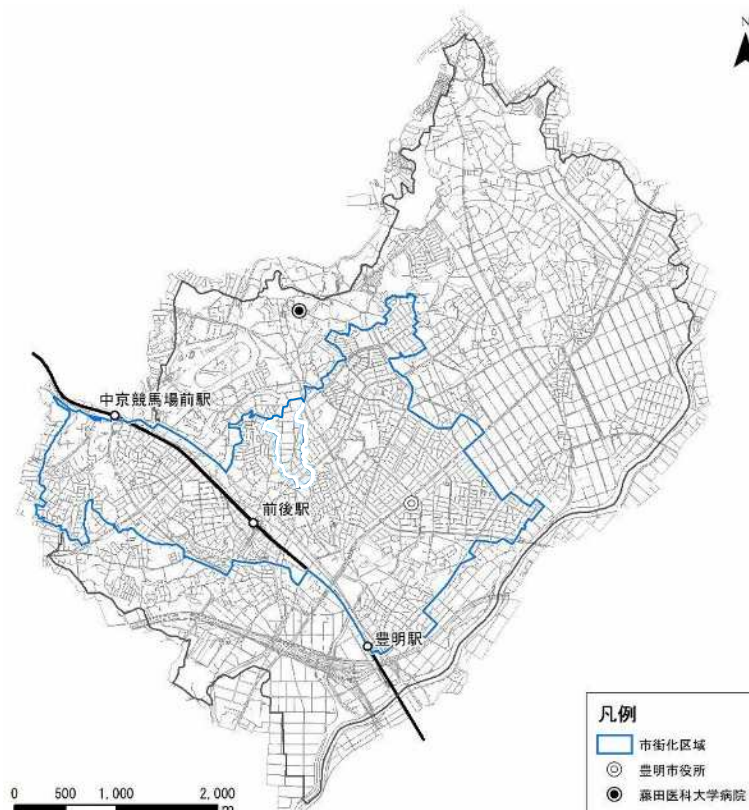 N
中京競馬場前駅
前後駅
豊明駅
凡例
市街化区域
豊明市役所
藤田医科大学病院
0 500 1,000 2,000
m